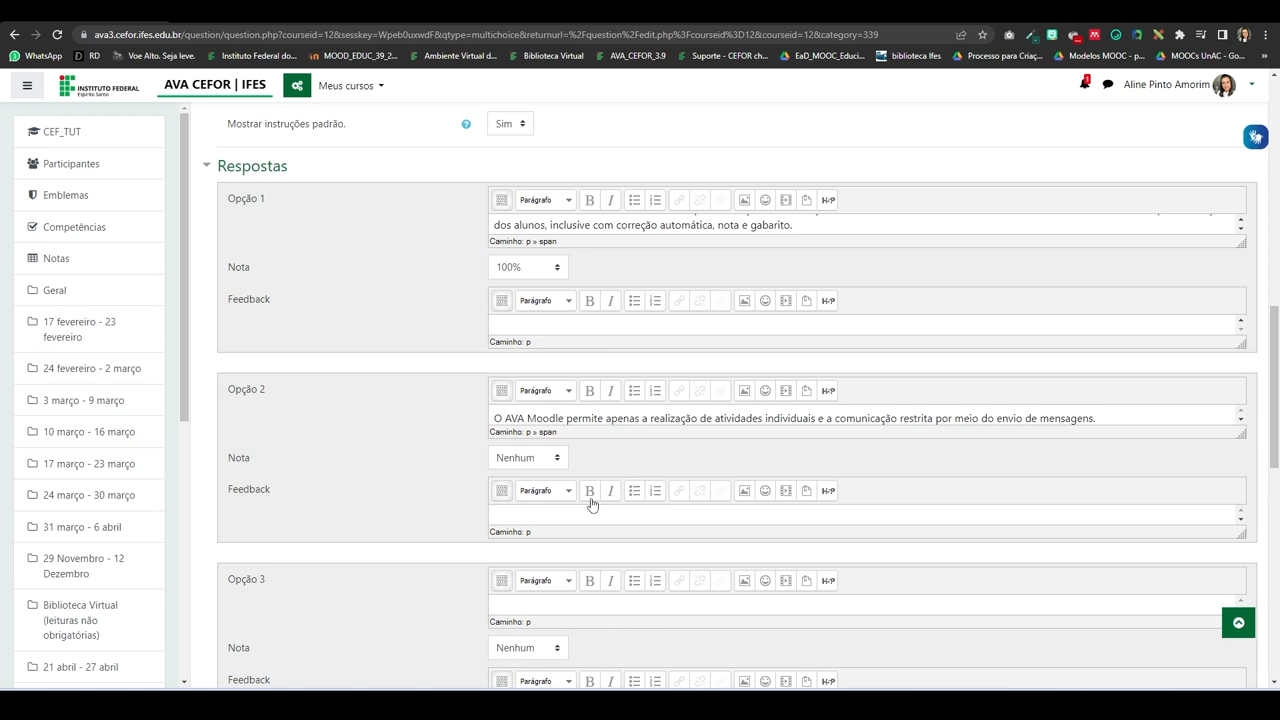 ava3.cefor.ifes.edu.br/question/question.php?courseid=12&sesskey=Wpeb0uxwdF&qtype=multichoice&returnurl=%2Fquestion%2Fedit.php%3Fcourseid%3D12&courseid=12&category=339
WhatsApp
RD
Voe Alto. Seja leve.
Instituto Federal do...
MOOD_EDUC_39_2...
Ambiente Virtual d...
Biblioteca Virtual
AVA_CEFOR_3.9
Suporte - CEFOR ch...
EaD_MOOC_Educi...
biblioteca Ifes
Processo para Criaç...
Modelos MOOC - p...
MOOCs UnAC - Go...
INSTITUTO FEDERAL
Espírito Santo
AVA CEFOR | IFES
Meus cursos
1
Aline Pinto Amorim
CEF_TUT
Participantes
Emblemas
Competências
Notas
Geral
17 fevereiro - 23
fevereiro
24 fevereiro - 2 março
3 março - 9 março
10 março - 16 março
17 março - 23 março
24 março - 30 março
31 março - 6 abril
29 Novembro - 12
Dezembro
Biblioteca Virtual
(leituras não
obrigatórias)
21 abril - 27 abril
Mostrar instruções padrão.
Sim
Respostas
Opção 1
Parágrafo
B I
H-P
dos alunos, inclusive com correção automática, nota e gabarito.
Caminho: p » span
Nota
100%
Feedback
Parágrafo
B I
H-P
Caminho: p
Opção 2
Parágrafo
B I
H-P
O AVA Moodle permite apenas a realização de atividades individuais e a comunicação restrita por meio do envio de mensagens.
Caminho: p » span
Nota
Nenhum
Feedback
Parágrafo
B I
H-P
Caminho: p
Opção 3
Parágrafo
B I
H-P
Caminho: p
Nota
Nenhum
Feedback
Parágrafo
B I
H-P